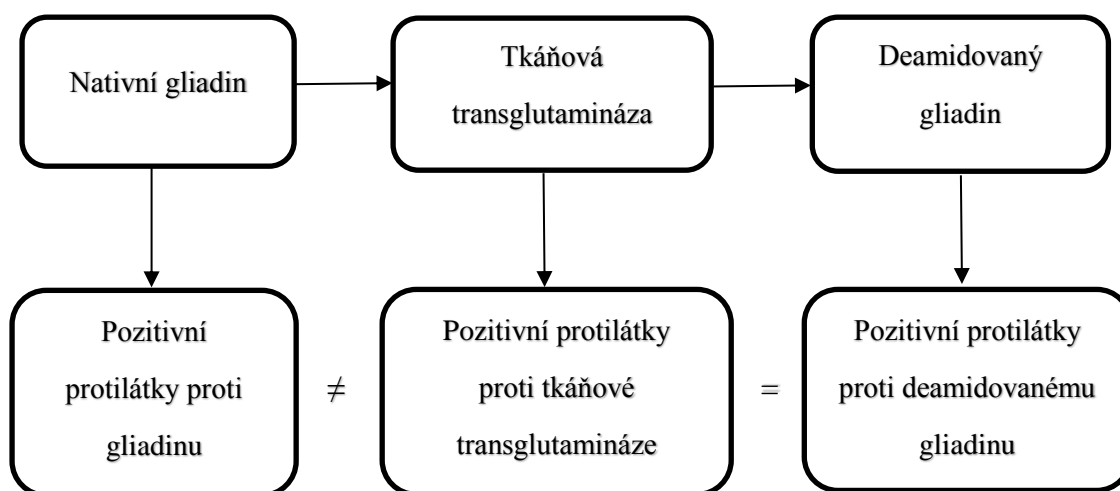 Nativní gliadin
Tkáňová
transglutamináza
Deamidovaný
gliadin
Pozitivní
protilátky proti
gliadinu
≠
Pozitivní protilátky
proti tkáňové
transglutamináze
=
Pozitivní protilátky
proti deamidovanému
gliadinu